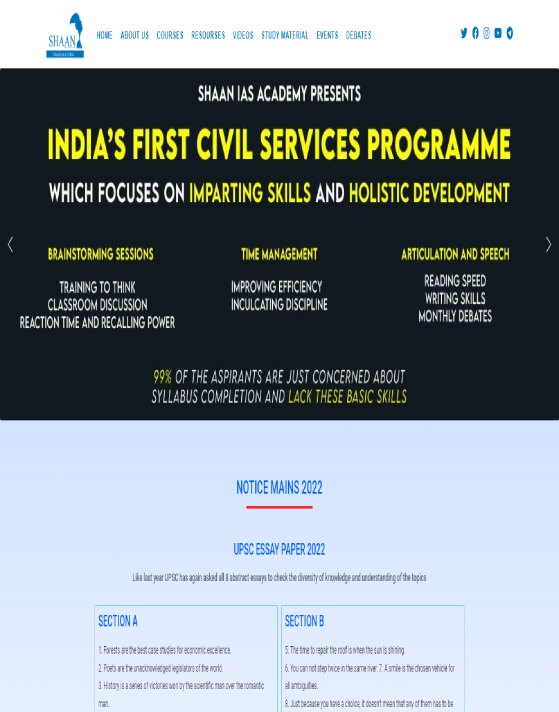 SHAAN
HOME ABOUT US COURSES RESOURSES VIDEOS STUDY MATERIAL EVENTS DEBATES
SHAAN IAS ACADEMY PRESENTS
INDIA'S FIRST CIVIL SERVICES PROGRAMME
WHICH FOCUSES ON IMPARTING SKILLS AND HOLISTIC DEVELOPMENT
BRAINSTORMING SESSIONS
TRAINING TO THINK
CLASSROOM DISCUSSION
REACTION TIME AND RECALLING POWER
TIME MANAGEMENT
IMPROVING EFFICIENCY
INCULCATING DISCIPLINE
ARTICULATION AND SPEECH
READING SPEED
WRITING SKILLS
MONTHLY DEBATES
99% OF THE ASPIRANTS ARE JUST CONCERNED ABOUT
SYLLABUS COMPLETION AND LACK THESE BASIC SKILLS
NOTICE MAINS 2022
UPSC ESSAY PAPER 2022
Like last year UPSC has again asked all 8 abstract essays to check the diversity of knowledge and understanding of the topics
SECTION A
1. Forests are the best case studies for economic excellence.
2. Poets are the unacknowledged legislators of the world.
3. History is a series of victories won by the scientific man over the romantic
man.
SECTION B
5. The time to repair the roof is when the sun is shining.
6. You can not step twice in the same river. 7. A smile is the chosen vehicle for
all ambiguities.
8. Just because you have a choice, it doesn't mean that any of them has to be